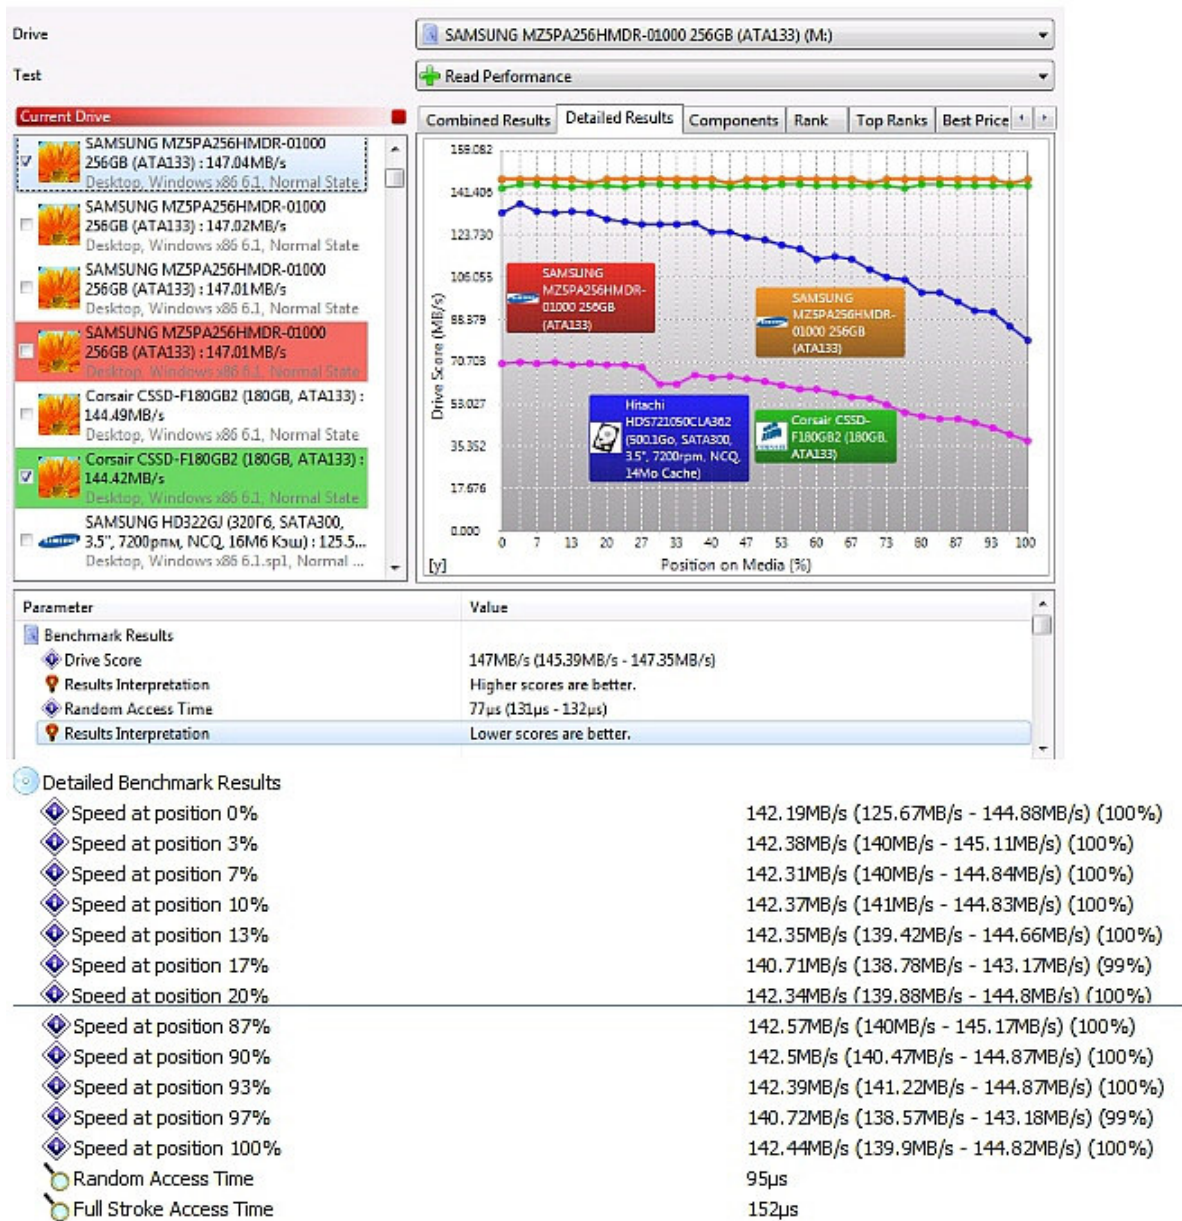 Drive
SAMSUNG MZ5PA256HMDR-01000 256GB (ATA133) (M:)
Test
Read Performance
Current Drive
SAMSUNG MZ5PA256HMDR-01000
256GB (ATA133) : 147.04MB/s
Desktop, Windows x86 6.1, Normal State
SAMSUNG MZ5PA256HMDR-01000
256GB (ATA133) : 147.02MB/s
Desktop, Windows x86 6.1, Normal State
SAMSUNG MZ5PA256HMDR-01000
256GB (ATA133) : 147.01MB/s
Desktop, Windows x86 6.1, Normal State
SAMSUNG MZ5PA256HMDR-01000
256GB (ATA133) : 147.01MB/s
Desktop, Windows x86 6.1, Normal State
Corsair CSSD-F180GB2 (180GB, ATA133) :
144.49MB/s
Desktop, Windows x86 6.1, Normal State
Corsair CSSD-F180GB2 (180GB, ATA133) :
144.42MB/s
Desktop, Windows x86 6.1, Normal State
SAMSUNG HD322GJ (320Гб, SATA300,
3.5", 7200рпм, NCQ, 16Мб Кэш) : 125.5...
Desktop, Windows x86 6.1.sp1, Normal ...
Combined Results Detailed Results Components Rank Top Ranks Best Price
159.082
141.406
123.730
106.055
88.379
70.703
53.027
35.352
17.676
0.000
Drive Score (MB/s)
SAMSUNG
MZ5PA256HMDR-
01000 256GB
(ATA133)
SAMSUNG
MZ5PA256HMDR-
01000 256GB
(ATA133)
Hitachi
HDS721050CLA362
(500.1Go, SATA300,
3.5", 7200rpm, NCQ,
14Mo Cache)
Corsair CSSD-
F180GB2 (180GB,
ATA133)
0 7 13 20 27 33 40 47 53 60 67 73 80 87 93 100
[y] Position on Media (%)
Parameter Value
Benchmark Results
Drive Score 147MB/s (145.39MB/s - 147.35MB/s)
Results Interpretation Higher scores are better.
Random Access Time 77µs (131µs - 132µs)
Results Interpretation Lower scores are better.
Detailed Benchmark Results
Speed at position 0% 142.19MB/s (125.67MB/s - 144.88MB/s) (100%)
Speed at position 3% 142.38MB/s (140MB/s - 145.11MB/s) (100%)
Speed at position 7% 142.31MB/s (140MB/s - 144.84MB/s) (100%)
Speed at position 10% 142.37MB/s (141MB/s - 144.83MB/s) (100%)
Speed at position 13% 142.35MB/s (139.42MB/s - 144.66MB/s) (100%)
Speed at position 17% 140.71MB/s (138.78MB/s - 143.17MB/s) (99%)
Speed at position 20% 142.34MB/s (139.88MB/s - 144.8MB/s) (100%)
Speed at position 87% 142.57MB/s (140MB/s - 145.17MB/s) (100%)
Speed at position 90% 142.5MB/s (140.47MB/s - 144.87MB/s) (100%)
Speed at position 93% 142.39MB/s (141.22MB/s - 144.87MB/s) (100%)
Speed at position 97% 140.72MB/s (138.57MB/s - 143.18MB/s) (99%)
Speed at position 100% 142.44MB/s (139.9MB/s - 144.82MB/s) (100%)
Random Access Time 95µs
Full Stroke Access Time 152µs